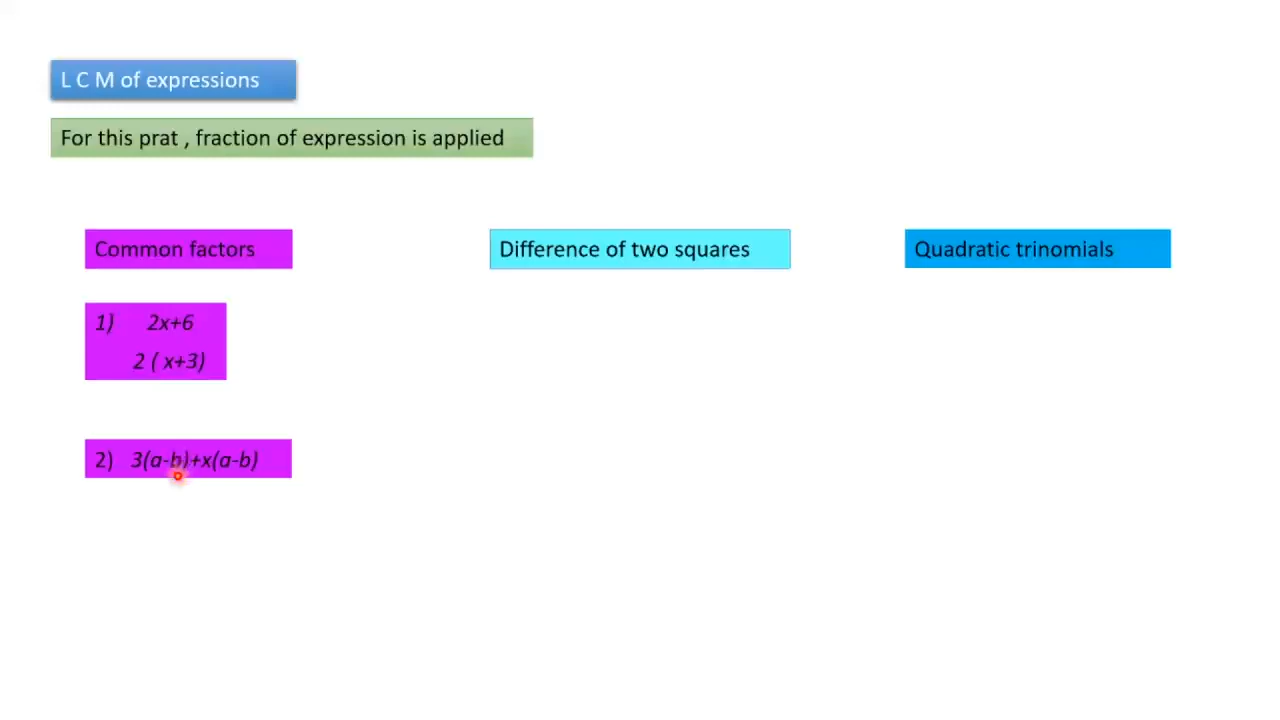 L C M of expressions
For this prat , fraction of expression is applied
Common factors
Difference of two squares
Quadratic trinomials
1) 2x+6
2 ( x+3)
2) 3(a-b)+x(a-b)